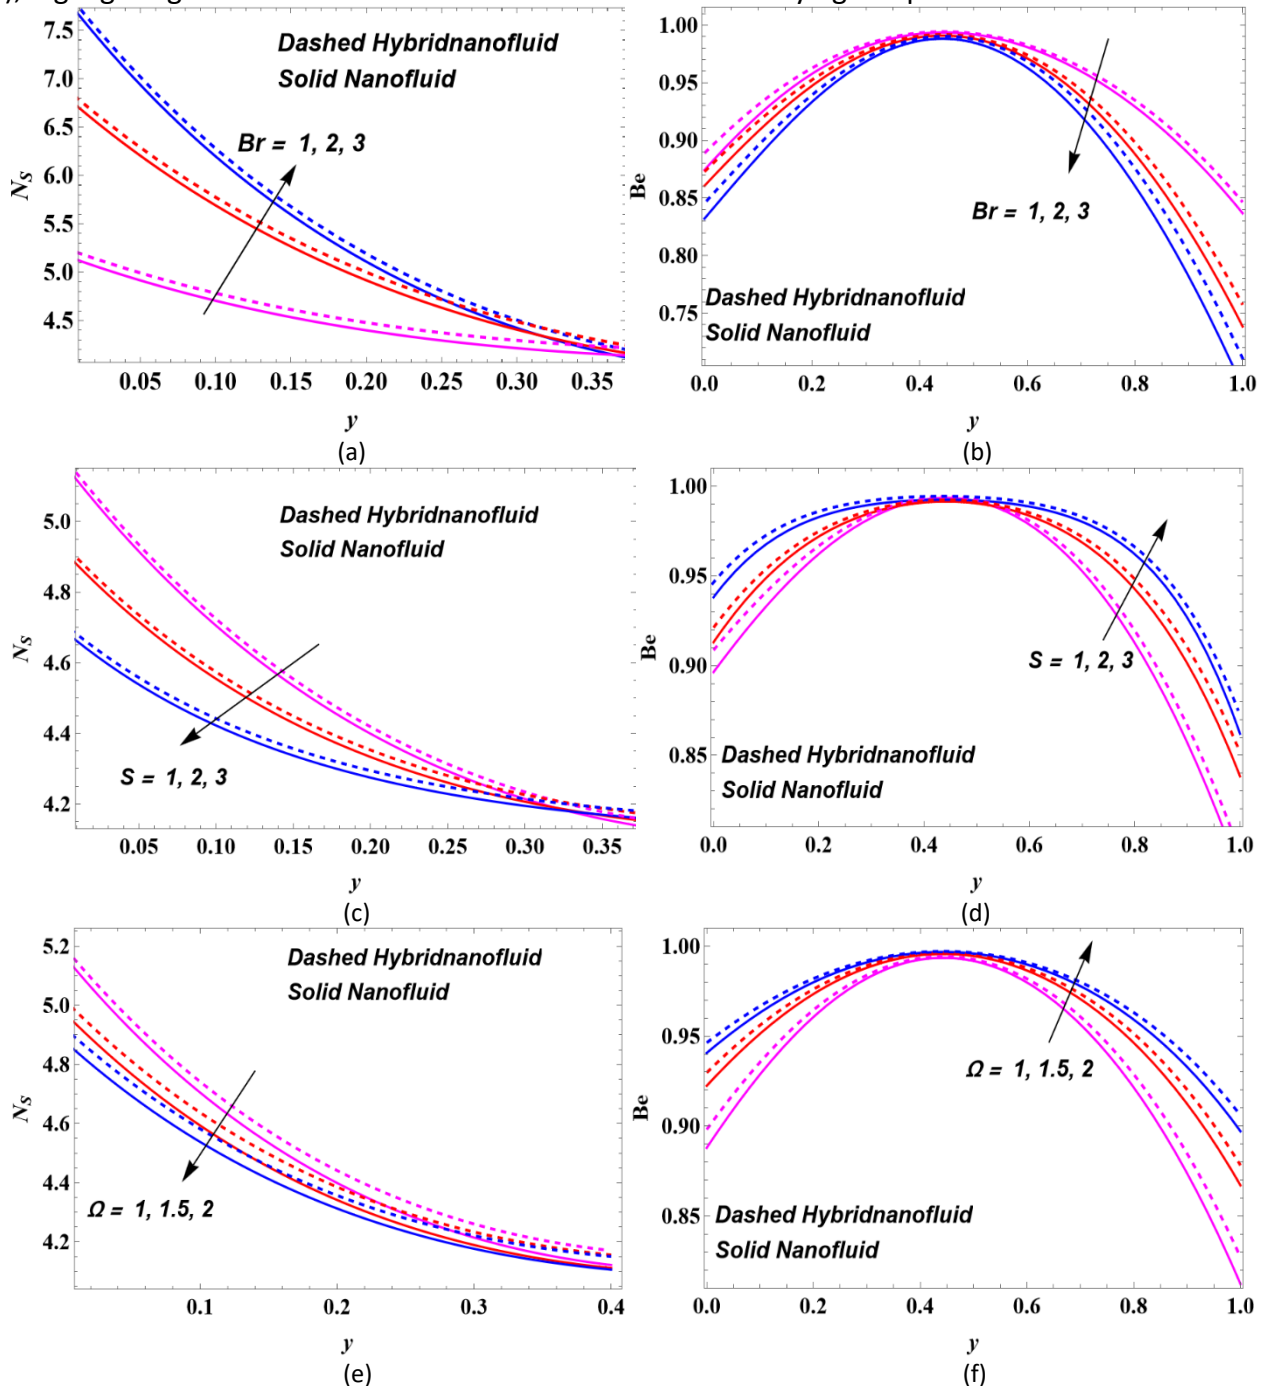 Dashed Hybridnanofluid
Solid Nanofluid
Br = 1, 2, 3
N_S
7.5
7.0
6.5
6.0
5.5
5.0
4.5
0.05 0.10 0.15 0.20 0.25 0.30 0.35
y
(a)
1.00
0.95
0.90
0.85
0.80
0.75
Be
Br = 1, 2, 3
Dashed Hybridnanofluid
Solid Nanofluid
0.0 0.2 0.4 0.6 0.8 1.0
y
(b)
Dashed Hybridnanofluid
Solid Nanofluid
5.0
4.8
4.6
4.4
4.2
N_S
S = 1, 2, 3
0.05 0.10 0.15 0.20 0.25 0.30 0.35
y
(c)
1.00
0.95
0.90
0.85
Be
S = 1, 2, 3
Dashed Hybridnanofluid
Solid Nanofluid
0.0 0.2 0.4 0.6 0.8 1.0
y
(d)
Dashed Hybridnanofluid
Solid Nanofluid
5.2
5.0
4.8
4.6
4.4
4.2
N_S
Ω = 1, 1.5, 2
0.1 0.2 0.3 0.4
y
(e)
1.00
0.95
0.90
0.85
Be
Ω = 1, 1.5, 2
Dashed Hybridnanofluid
Solid Nanofluid
0.0 0.2 0.4 0.6 0.8 1.0
y
(f)